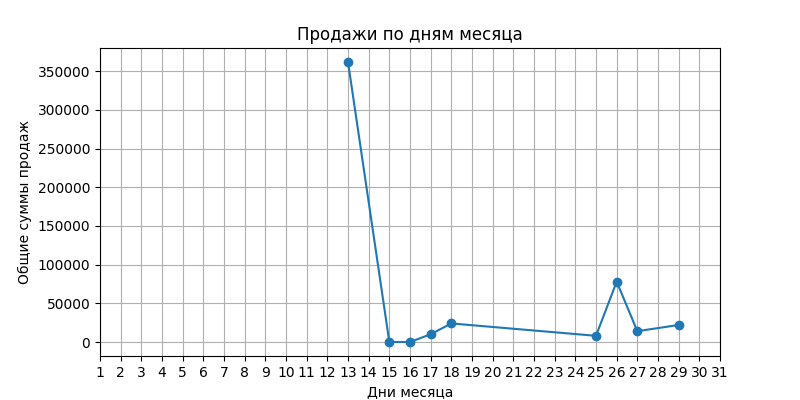 Продажи по дням месяца
Общие суммы продаж
350000
300000
250000
200000
150000
100000
50000
0
1 2 3 4 5 6 7 8 9 10 11 12 13 14 15 16 17 18 19 20 21 22 23 24 25 26 27 28 29 30 31
Дни месяца